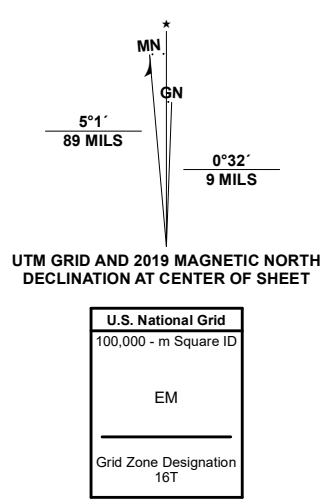 MN
GN
5°1´
89 MILS
0°32´
9 MILS
UTM GRID AND 2019 MAGNETIC NORTH
DECLINATION AT CENTER OF SHEET
U.S. National Grid
100,000 - m Square ID
EM
Grid Zone Designation
16T